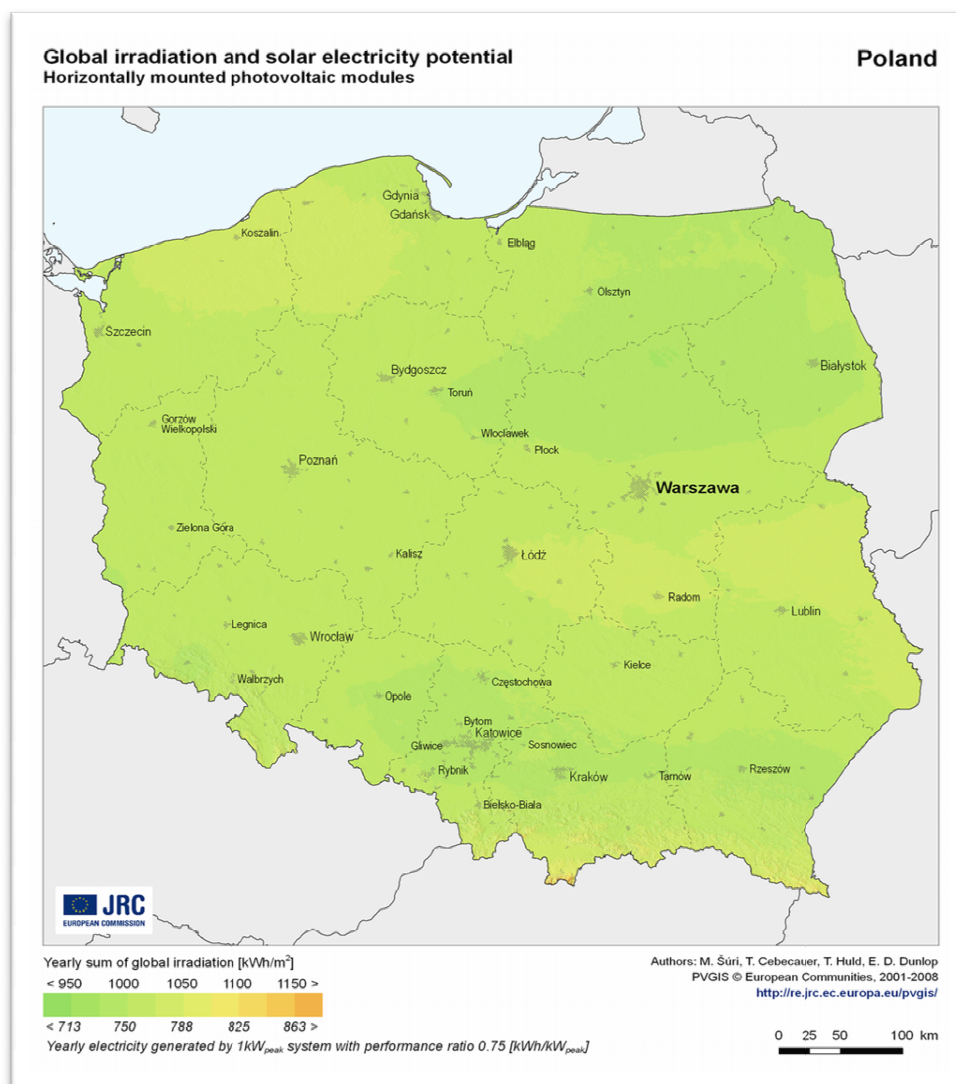 Global irradiation and solar electricity potential
Horizontally mounted photovoltaic modules
Poland
Gdynia
Gdańsk
Koszalin
Elbląg
Olsztyn
Szczecin
Białystok
Bydgoszcz
Toruń
Gorzów
Wielkopolski
Włocławek
Płock
Poznań
Warszawa
Zielona Góra
Kalisz
Łódź
Radom
Lublin
Legnica
Wrocław
Kielce
Wałbrzych
Częstochowa
Opole
Bytom
Katowice
Gliwice
Sosnowiec
Rybnik
Kraków
Tarnów
Rzeszów
Bielsko-Biala
JRC
EUROPEAN COMMISSION
Yearly sum of global irradiation [kWh/m²]
< 950 1000 1050 1100 1150 >
< 713 750 788 825 863 >
Yearly electricity generated by 1kWpeak system with performance ratio 0.75 [kWh/kWpeak]
Authors: M. Šúri, T. Cebecauer, T. Huld, E. D. Dunlop
PVGIS © European Communities, 2001-2008
http://re.jrc.ec.europa.eu/pvgis/
0 25 50 100 km